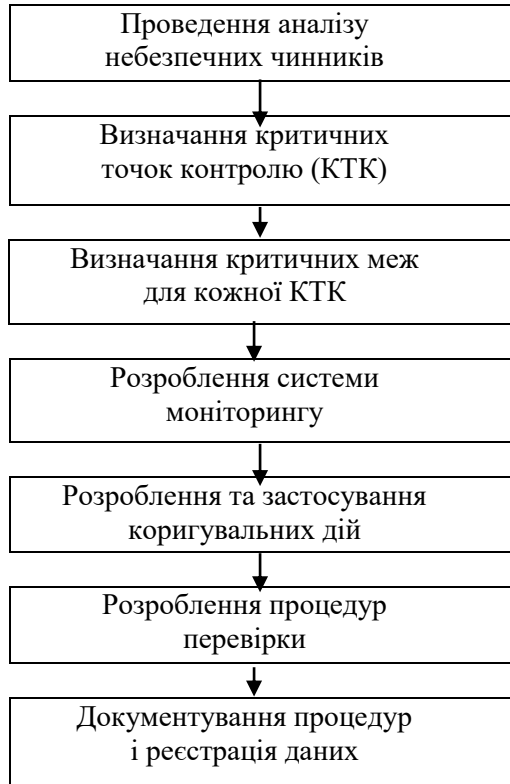 Проведення аналізу
небезпечних чинників
Визначання критичних
точок контролю (КТК)
Визначання критичних меж
для кожної КТК
Розроблення системи
моніторингу
Розроблення та застосування
коригувальних дій
Розроблення процедур
перевірки
Документування процедур
і реєстрація даних